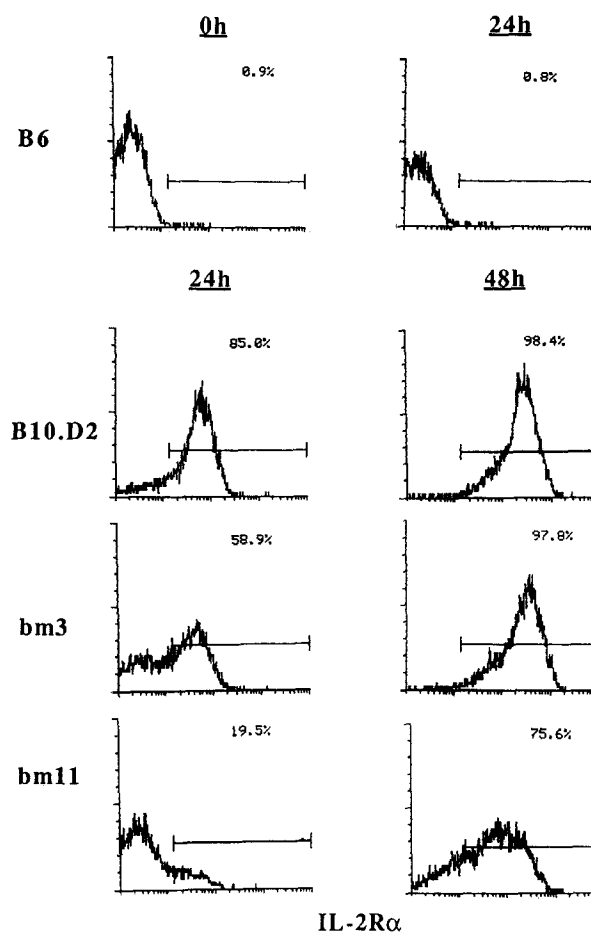 0h 24h
0.9% 0.8%
B6
24h 48h
85.0% 98.4%
B10.D2
58.9% 97.8%
bm3
19.5% 75.6%
bm11
IL-2Rα